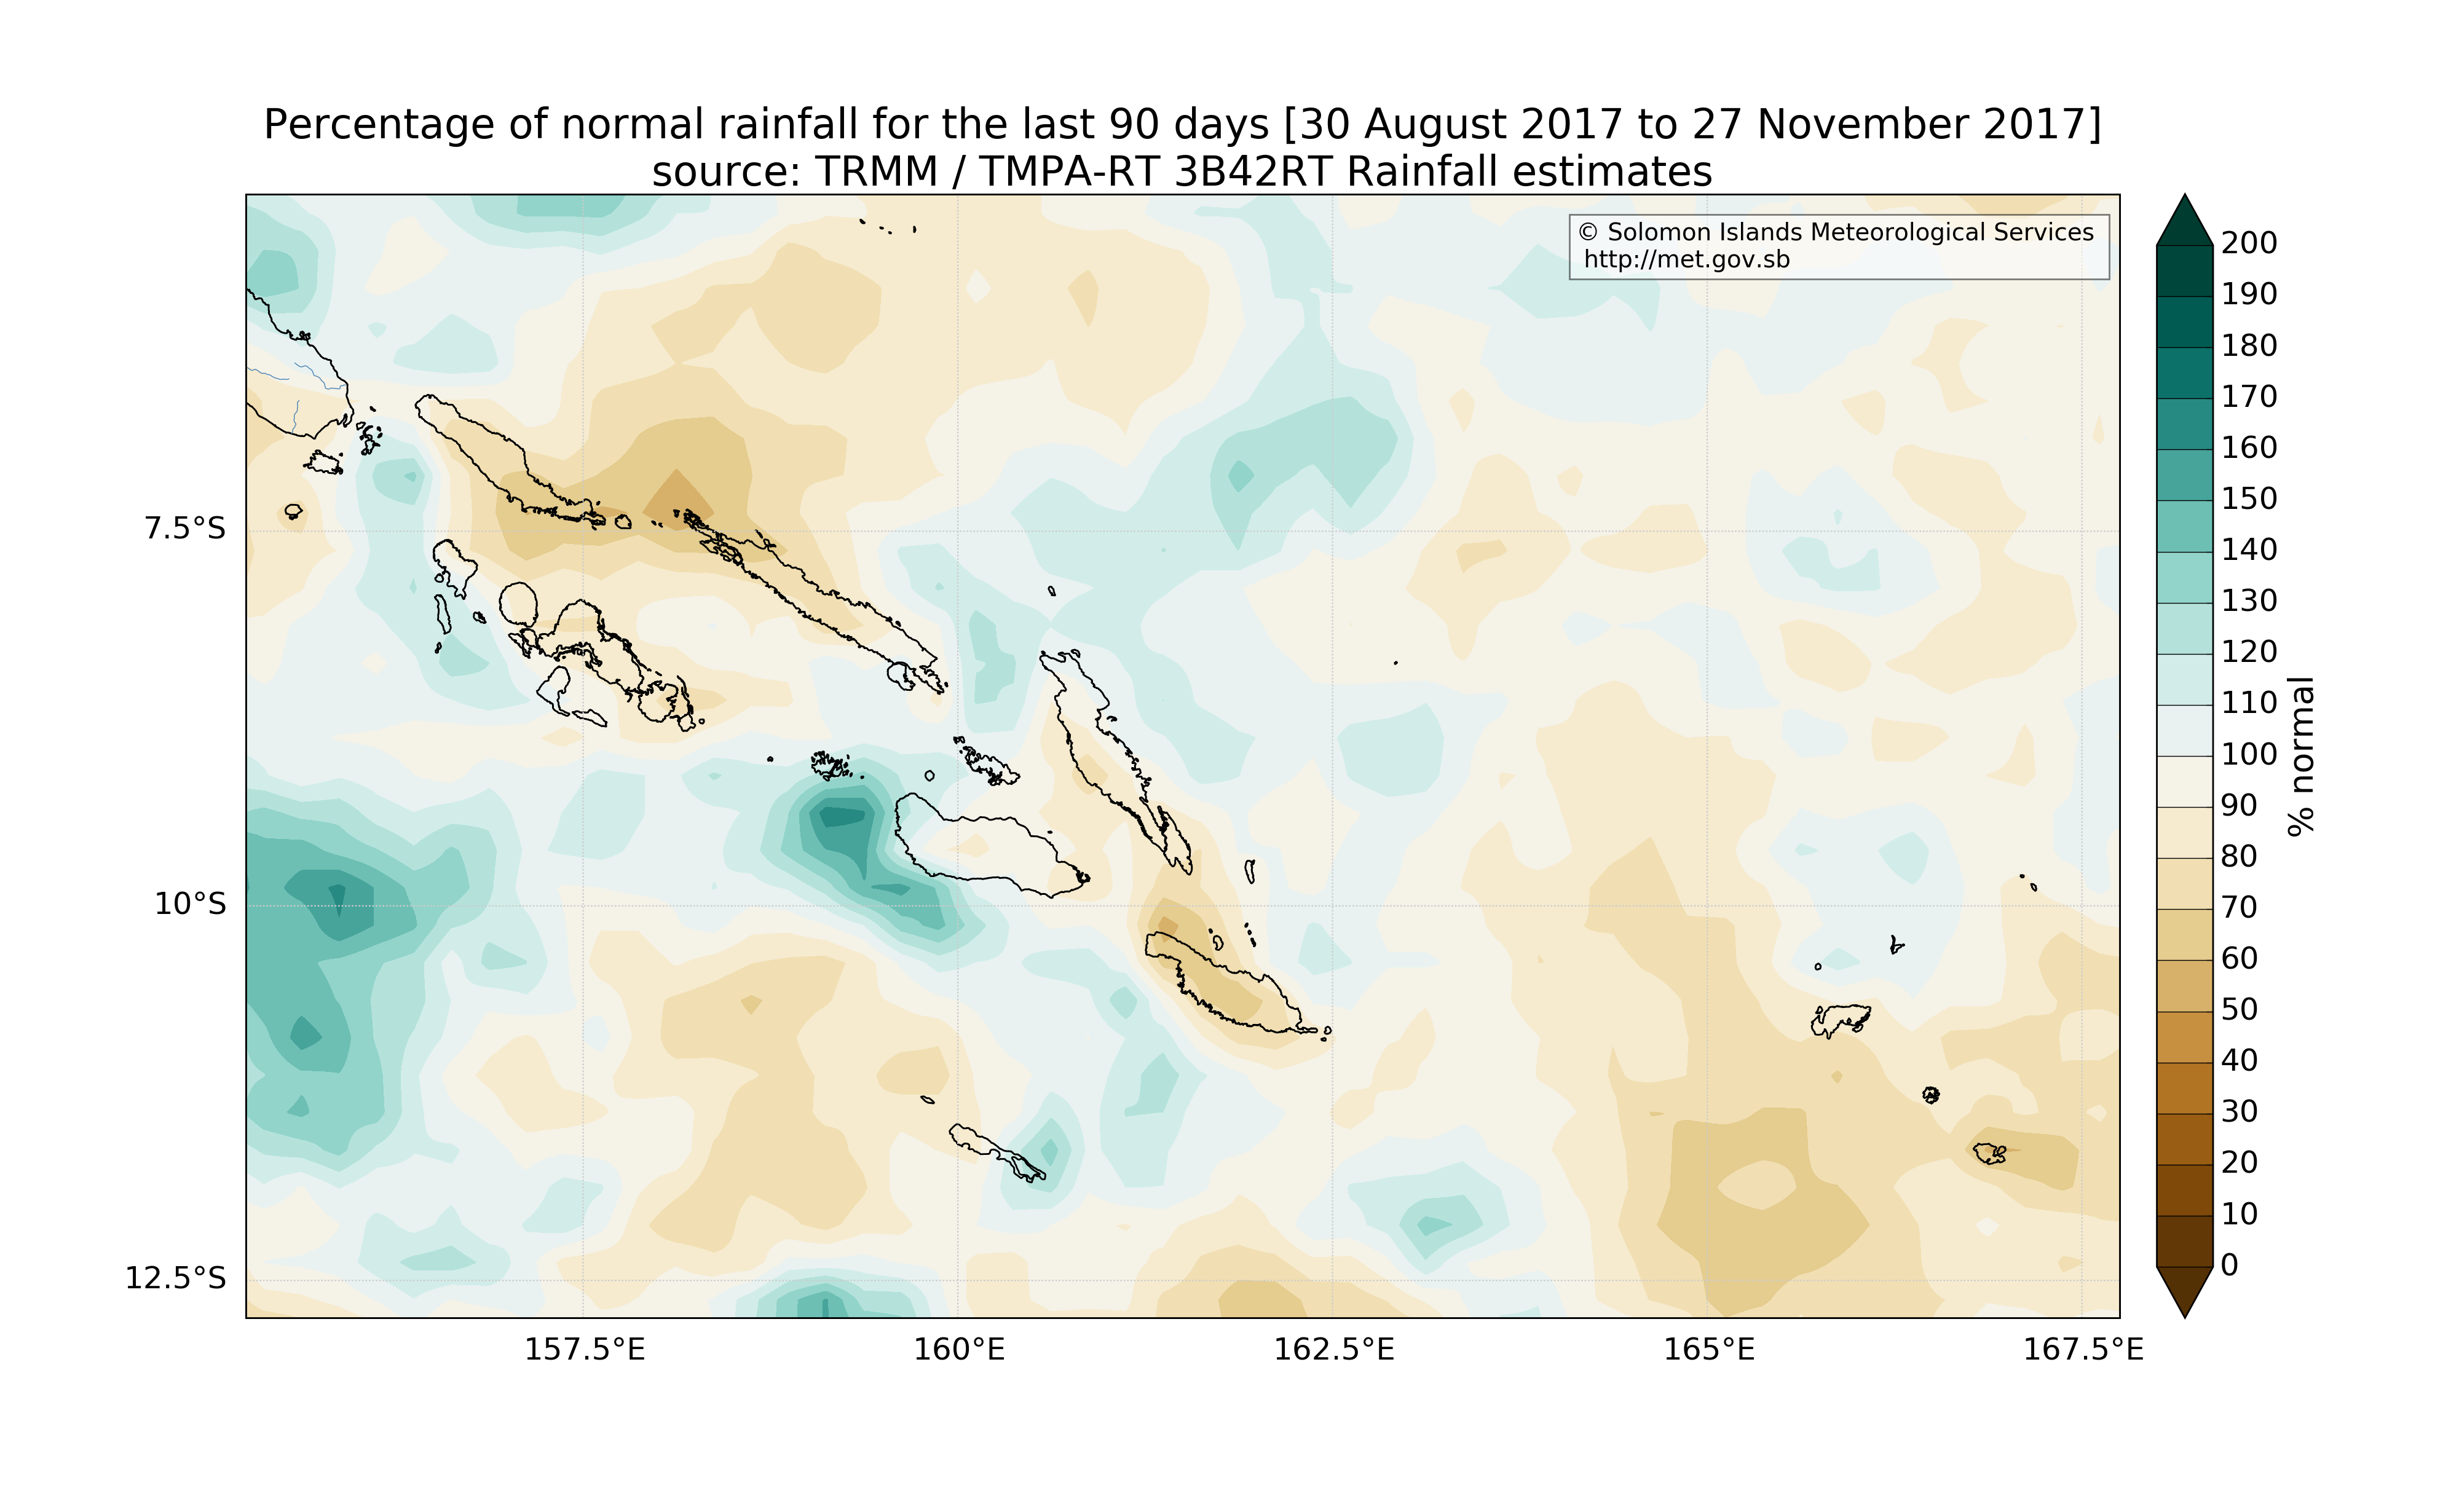 Percentage of normal rainfall for the last 90 days [30 August 2017 to 27 November 2017]
source: TRMM / TMPA-RT 3B42RT Rainfall estimates
© Solomon Islands Meteorological Services
http://met.gov.sb
7.5°S
10°S
12.5°S
157.5°E
160°E
162.5°E
165°E
167.5°E
200
190
180
170
160
150
140
130
120
110
100
90
80
70
60
50
40
30
20
10
0
% normal